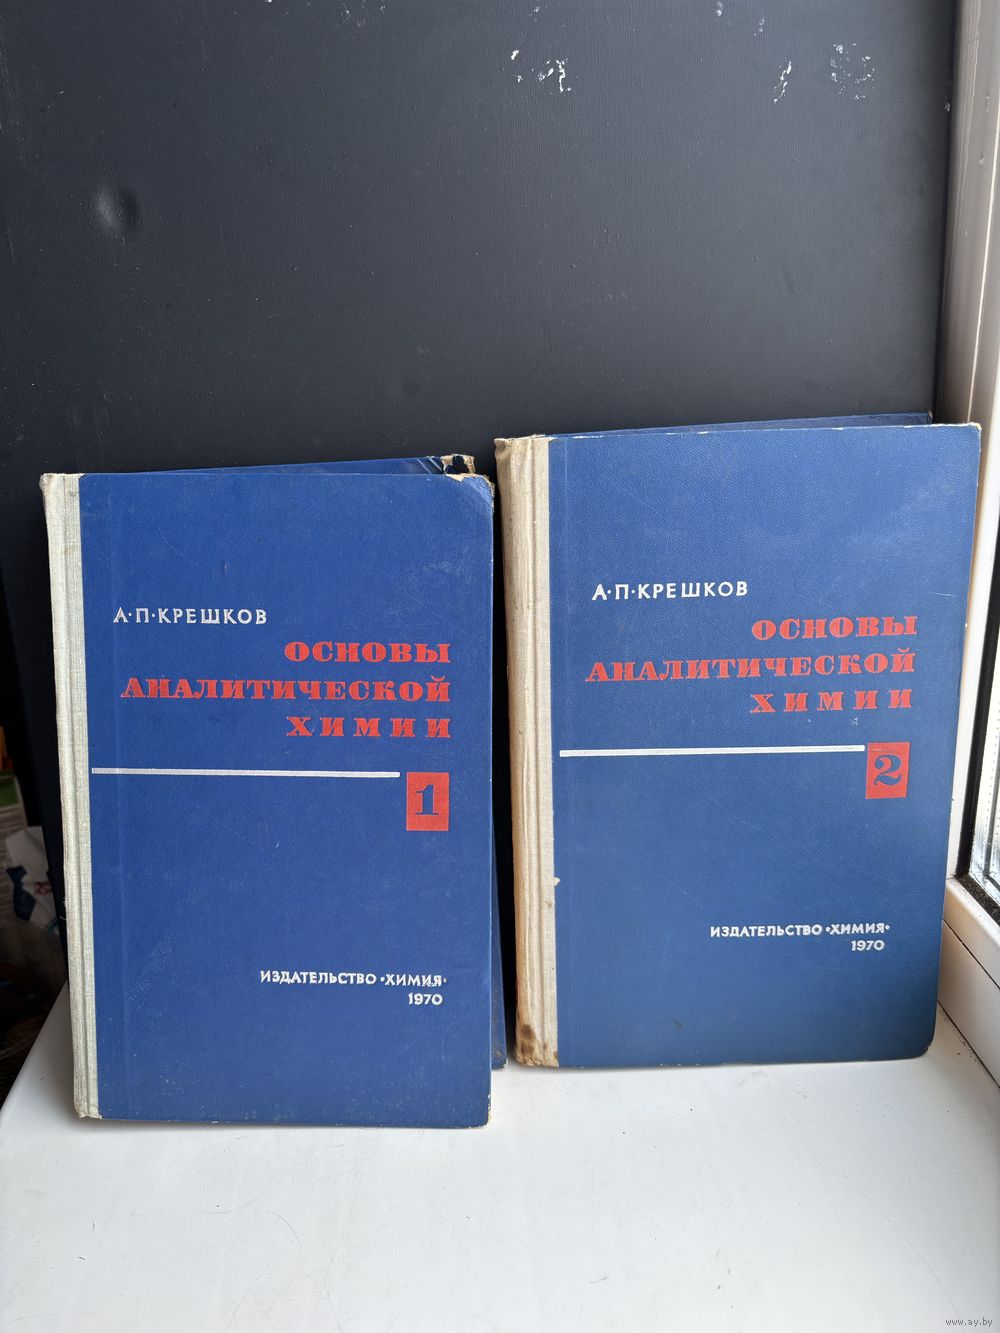 А·П·КРЕШКОВ
ОСНОВЫ
АНАЛИТИЧЕСКОЙ
ХИМИИ
1
ИЗДАТЕЛЬСТВО «ХИМИЯ»
1970
А·П·КРЕШКОВ
ОСНОВЫ
АНАЛИТИЧЕСКОЙ
ХИМИИ
2
ИЗДАТЕЛЬСТВО «ХИМИЯ»
1970
www.ay.by